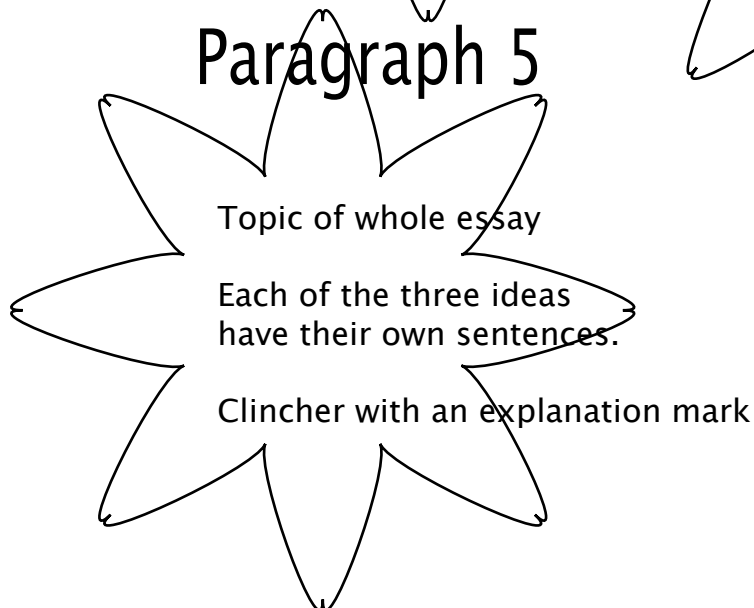 Paragraph 5
Topic of whole essay
Each of the three ideas
have their own sentences.
Clincher with an explanation mark